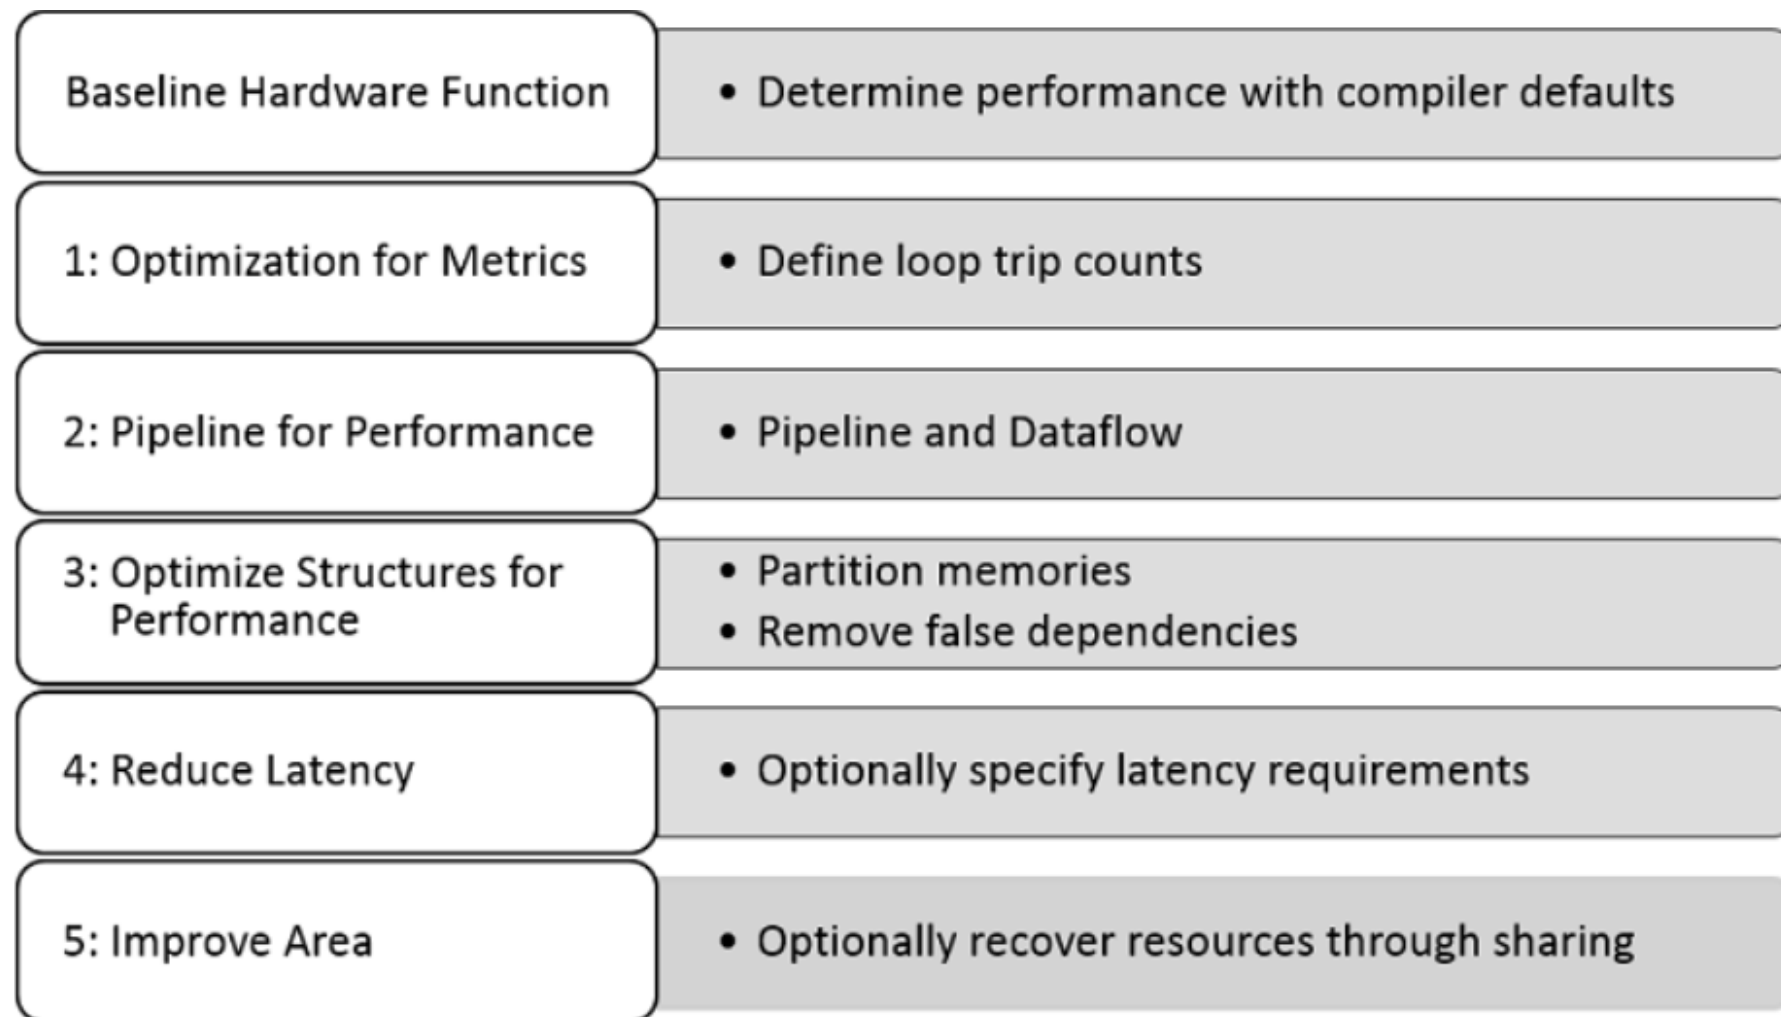 Baseline Hardware Function
• Determine performance with compiler defaults
1: Optimization for Metrics
• Define loop trip counts
2: Pipeline for Performance
• Pipeline and Dataflow
3: Optimize Structures for
Performance
• Partition memories
• Remove false dependencies
4: Reduce Latency
• Optionally specify latency requirements
5: Improve Area
• Optionally recover resources through sharing